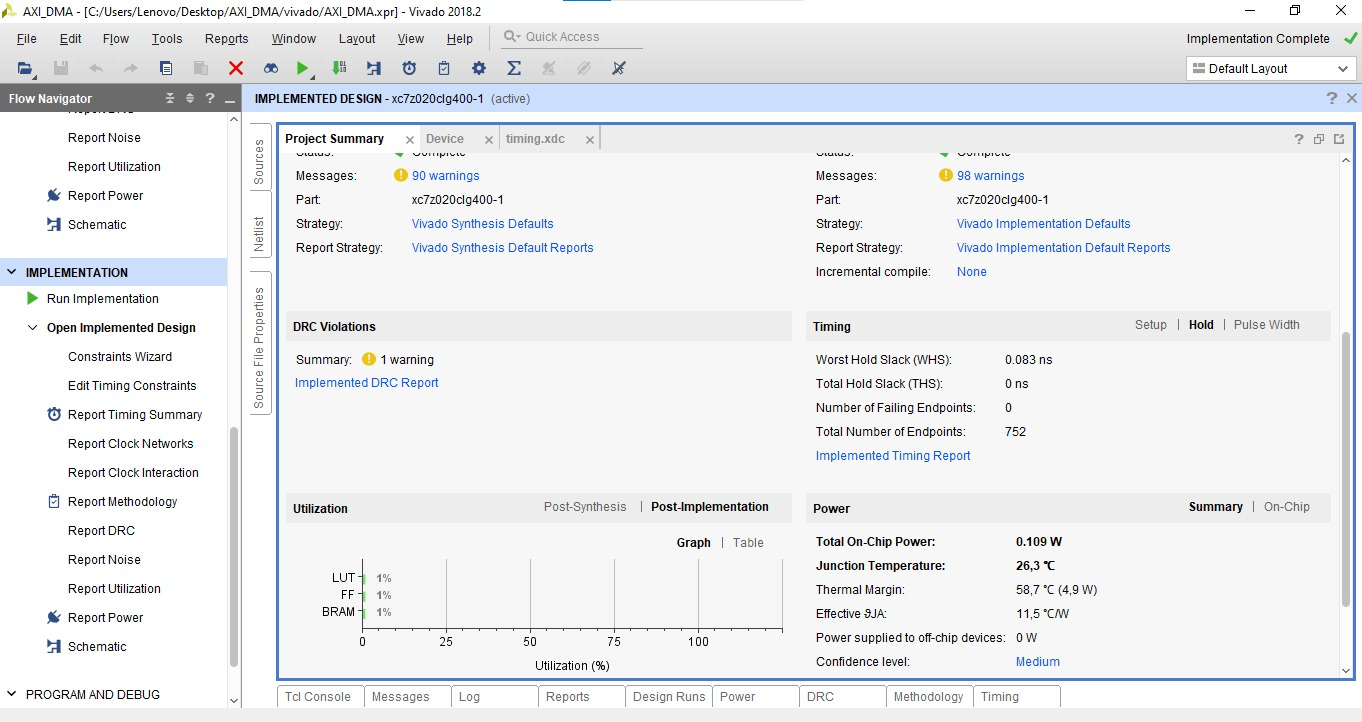 AXI_DMA - [C:/Users/Lenovo/Desktop/AXI_DMA/vivado/AXI_DMA.xpr] - Vivado 2018.2
File Edit Flow Tools Reports Window Layout View Help Quick Access
Implementation Complete
Default Layout
Flow Navigator
Report Noise
Report Utilization
Report Power
Schematic
IMPLEMENTATION
Run Implementation
Open Implemented Design
Constraints Wizard
Edit Timing Constraints
Report Timing Summary
Report Clock Networks
Report Clock Interaction
Report Methodology
Report DRC
Report Noise
Report Utilization
Report Power
Schematic
PROGRAM AND DEBUG
IMPLEMENTED DESIGN - xc7z020clg400-1 (active)
Sources
Netlist
Source File Properties
Project Summary Device timing.xdc
Status: Complete
Messages: 90 warnings
Part: xc7z020clg400-1
Strategy: Vivado Synthesis Defaults
Report Strategy: Vivado Synthesis Default Reports
Status: Complete
Messages: 98 warnings
Part: xc7z020clg400-1
Strategy: Vivado Implementation Defaults
Report Strategy: Vivado Implementation Default Reports
Incremental compile: None
DRC Violations
Summary: 1 warning
Implemented DRC Report
Timing Setup | Hold | Pulse Width
Worst Hold Slack (WHS): 0.083 ns
Total Hold Slack (THS): 0 ns
Number of Failing Endpoints: 0
Total Number of Endpoints: 752
Implemented Timing Report
Utilization Post-Synthesis | Post-Implementation
Graph | Table
LUT 1%
FF 1%
BRAM 1%
0 25 50 75 100
Utilization (%)
Power Summary | On-Chip
Total On-Chip Power: 0.109 W
Junction Temperature: 26,3 °C
Thermal Margin: 58,7 °C (4,9 W)
Effective ϑJA: 11,5 °C/W
Power supplied to off-chip devices: 0 W
Confidence level: Medium
Tcl Console Messages Log Reports Design Runs Power DRC Methodology Timing